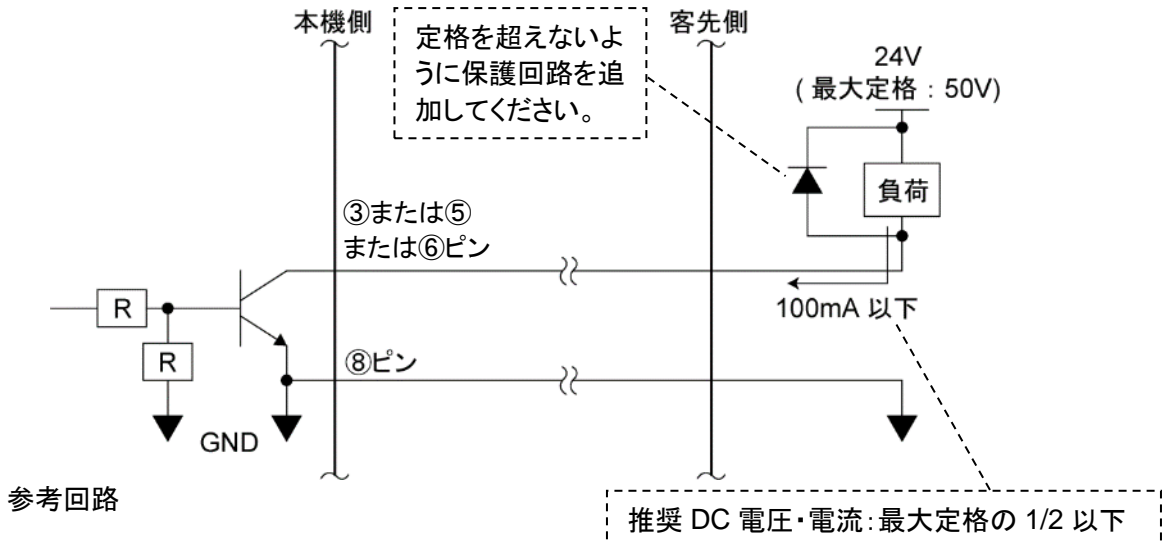 本機側
客先側
定格を超えないよ
うに保護回路を追
加してください。
24V
( 最大定格 : 50V)
負荷
③または⑤
または⑥ピン
100mA 以下
R
R
⑧ピン
GND
参考回路
推奨 DC 電圧・電流:最大定格の 1/2 以下